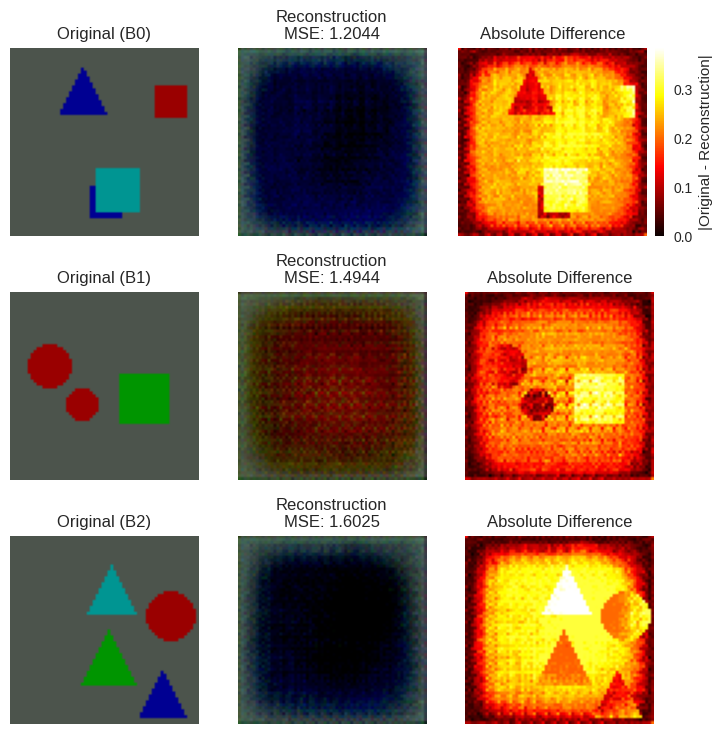 Original (B0)
Reconstruction
MSE: 1.2044
Absolute Difference
0.3
0.2
0.1
0.0
|Original - Reconstruction|
Original (B1)
Reconstruction
MSE: 1.4944
Absolute Difference
Original (B2)
Reconstruction
MSE: 1.6025
Absolute Difference